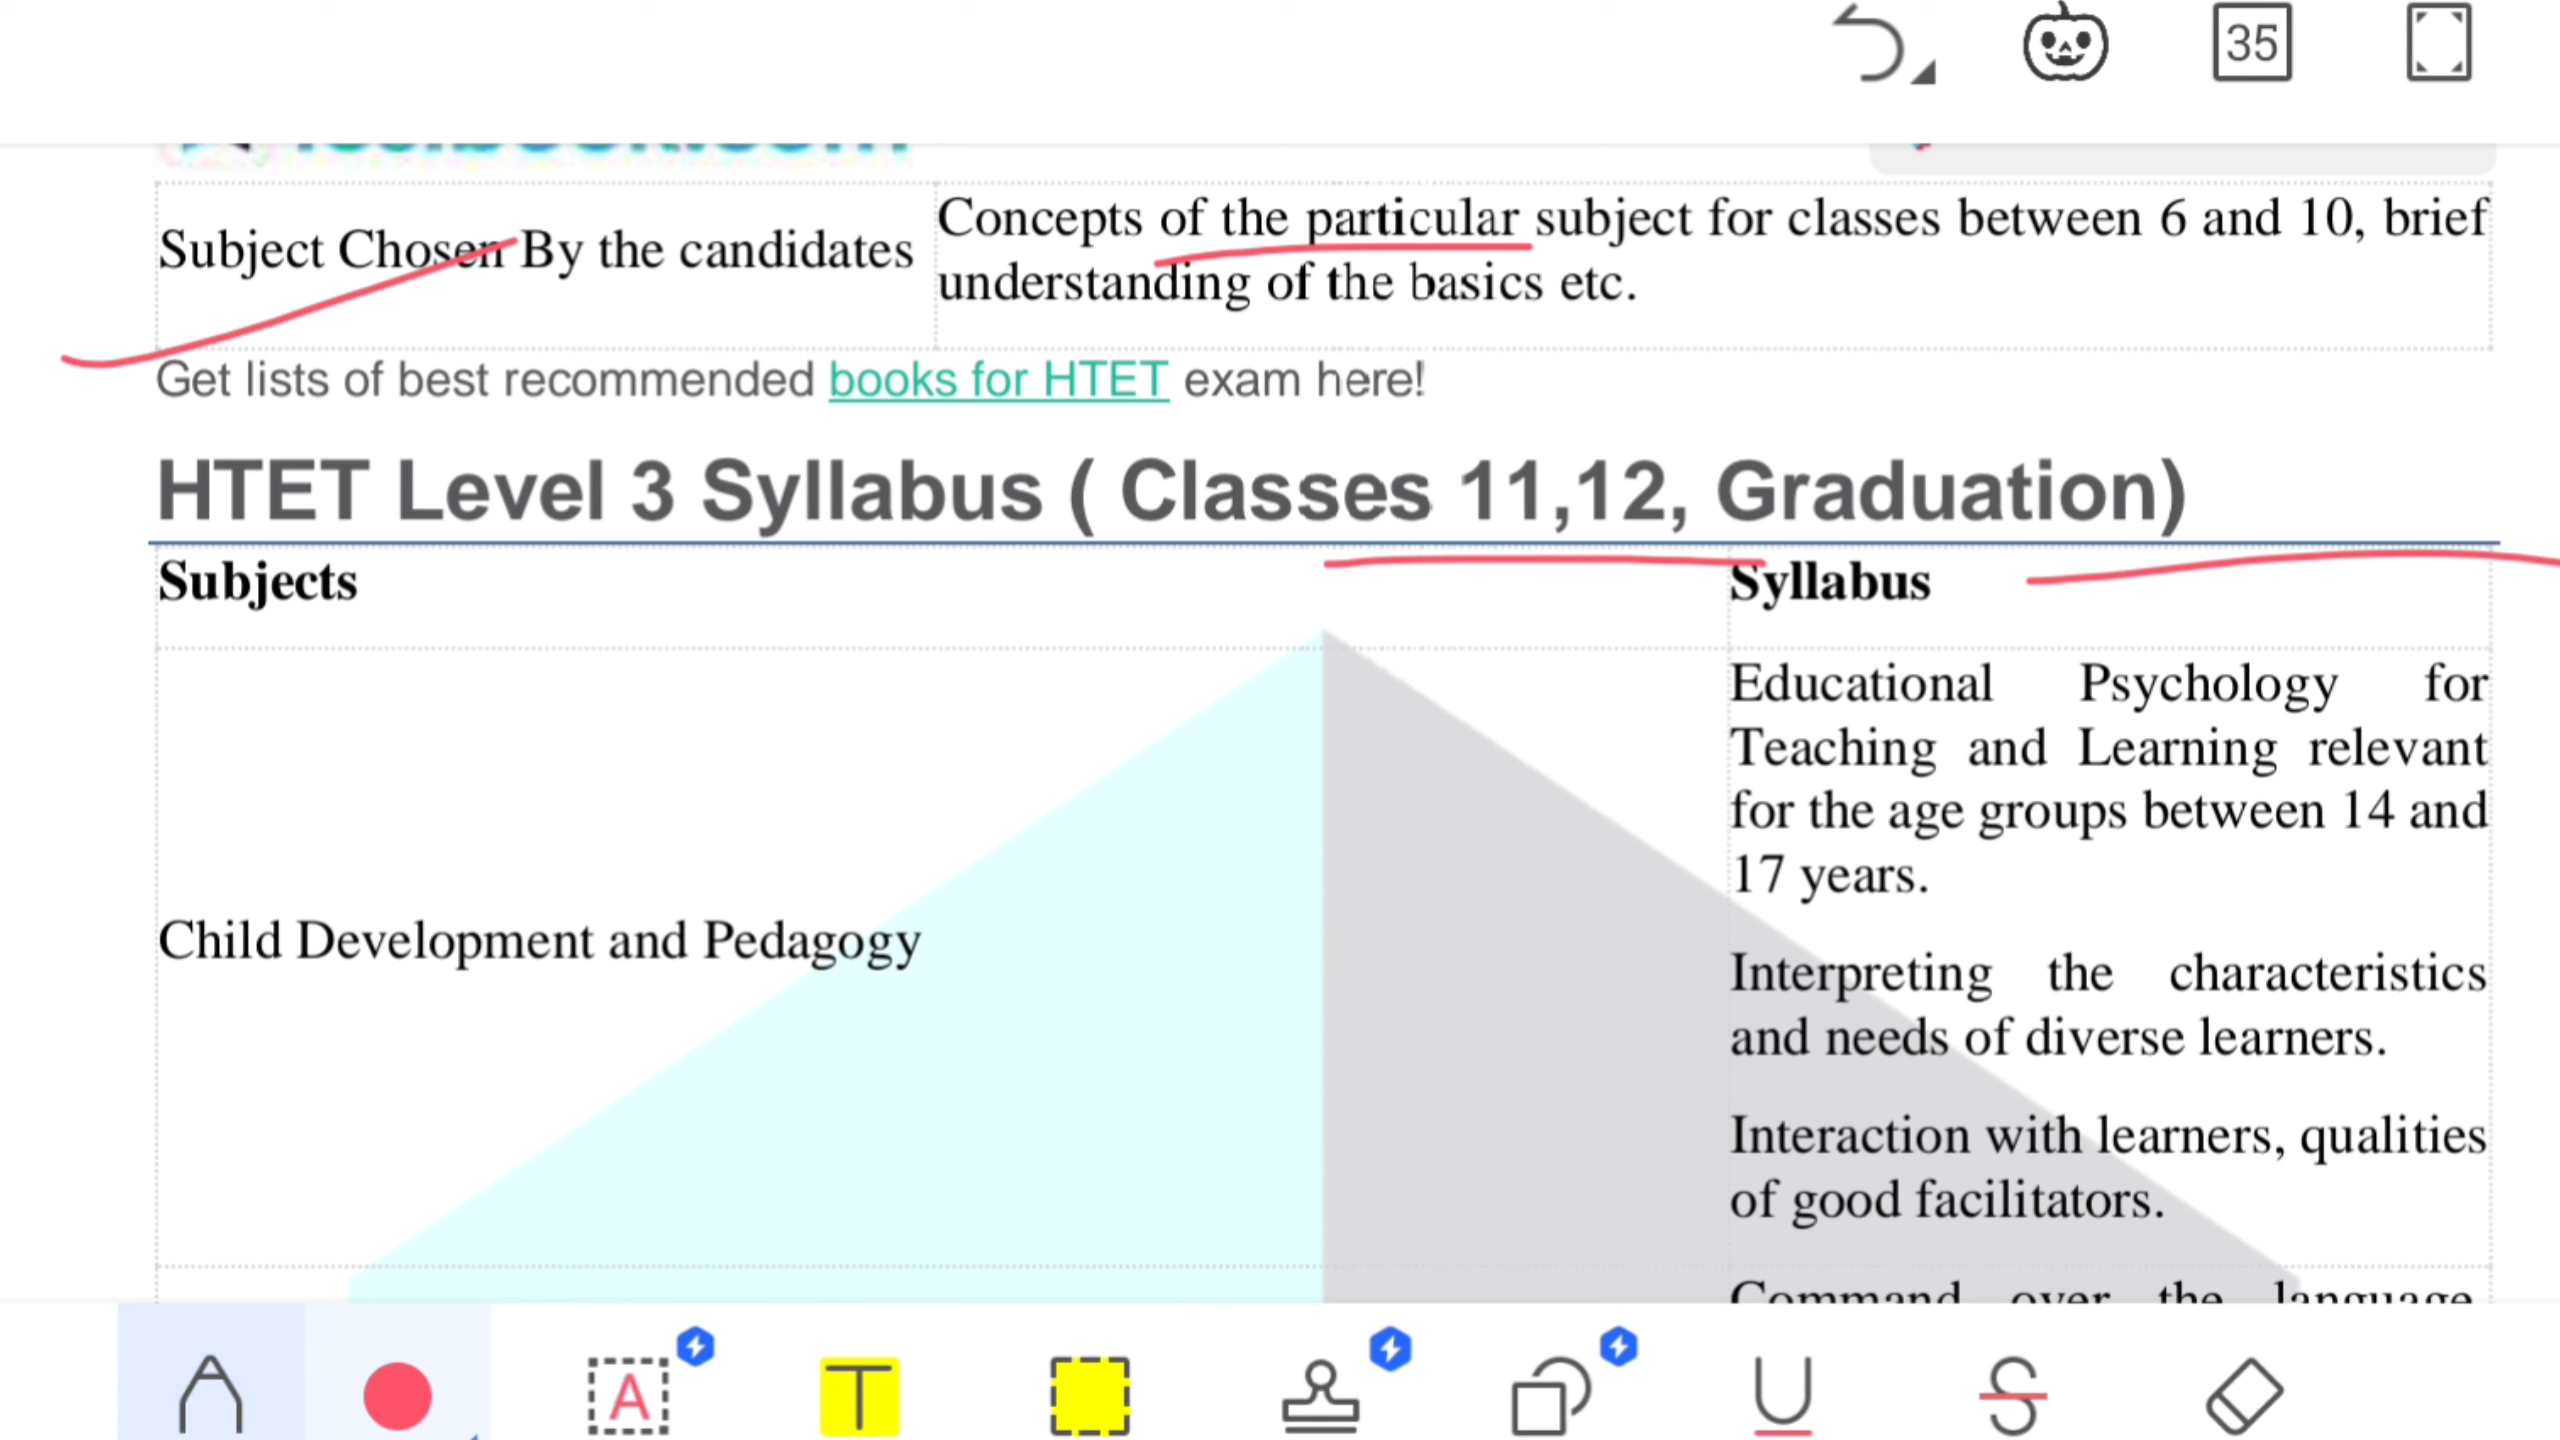 35
Subject Chosen By the candidates
Concepts of the particular subject for classes between 6 and 10, brief
understanding of the basics etc.
Get lists of best recommended books for HTET exam here!
HTET Level 3 Syllabus ( Classes 11,12, Graduation)
Subjects
Syllabus
Child Development and Pedagogy
Educational Psychology for
Teaching and Learning relevant
for the age groups between 14 and
17 years.
Interpreting the characteristics
and needs of diverse learners.
Interaction with learners, qualities
of good facilitators.
Command over the language,
A
T
U
S